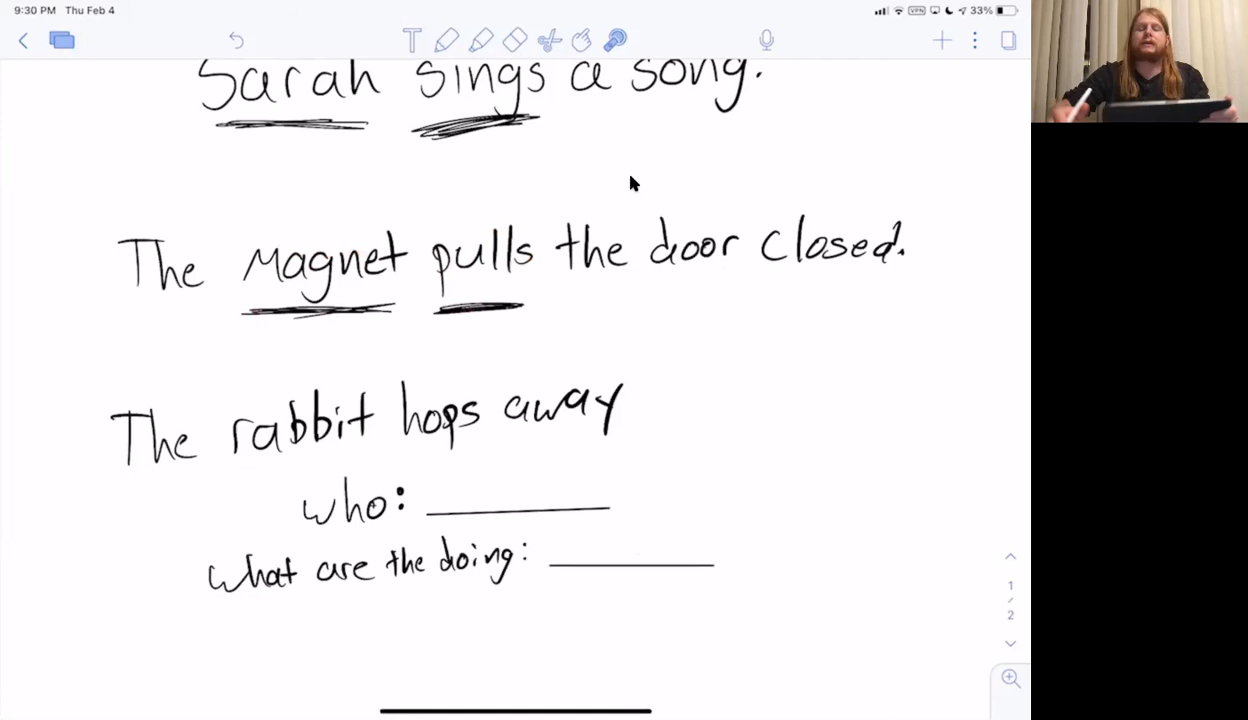 9:30 PM Thu Feb 4
VPN 33%
T
Sarah sings a song.
The Magnet pulls the door closed.
The rabbit hops away
who:
what are the doing:
1
/
2